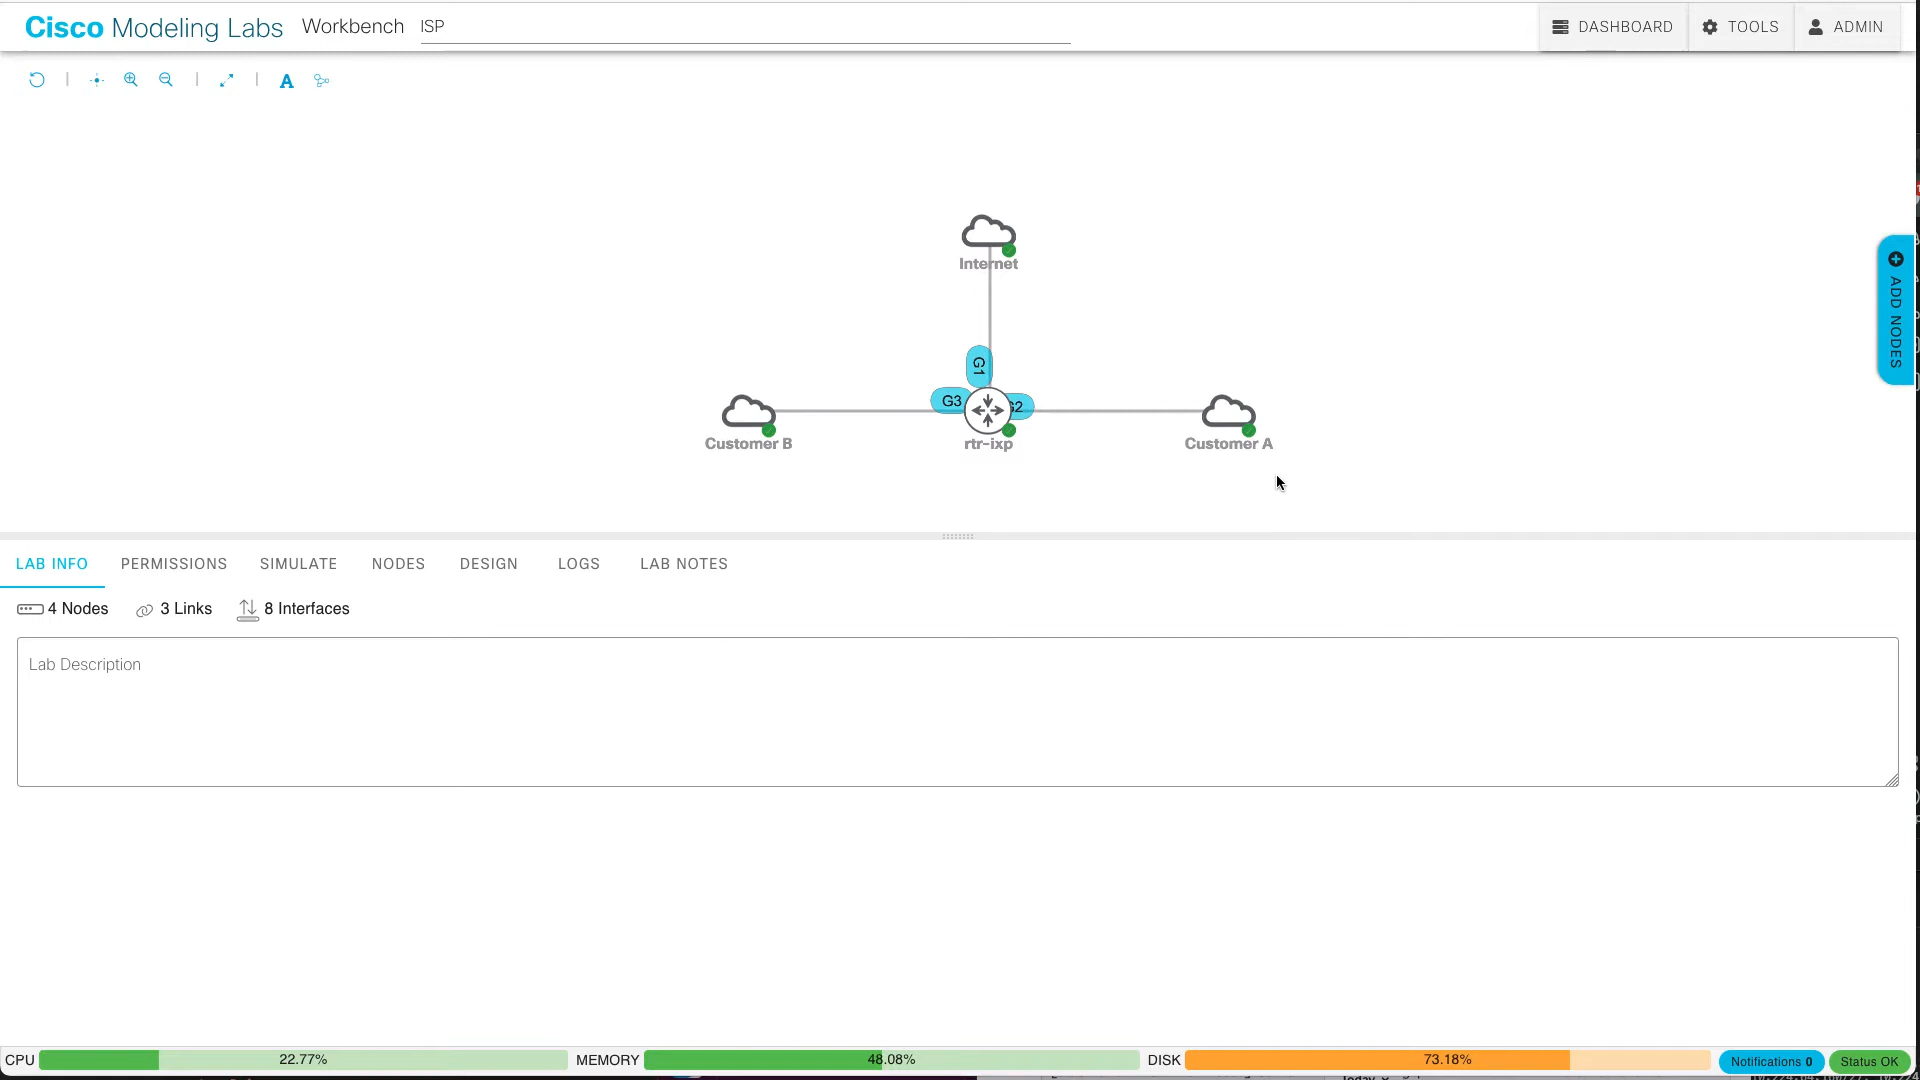 Cisco Modeling Labs Workbench ISP DASHBOARD TOOLS ADMIN
A
Internet
ADD NODES
G1
G3 G2
Customer B rtr-ixp Customer A
LAB INFO PERMISSIONS SIMULATE NODES DESIGN LOGS LAB NOTES
4 Nodes 3 Links 8 Interfaces
Lab Description
CPU 22.77% MEMORY 48.08% DISK 73.18% Notifications 0 Status OK